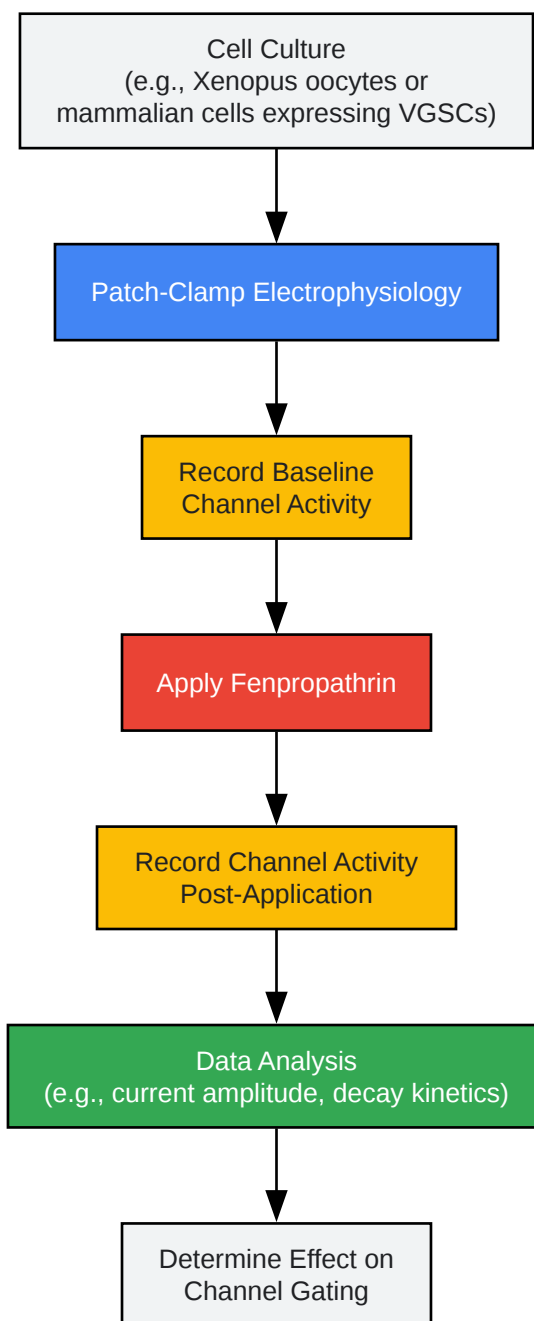 Cell Culture
(e.g., Xenopus oocytes or
mammalian cells expressing VGSCs)
Patch-Clamp Electrophysiology
Record Baseline
Channel Activity
Apply Fenpropathrin
Record Channel Activity
Post-Application
Data Analysis
(e.g., current amplitude, decay kinetics)
Determine Effect on
Channel Gating